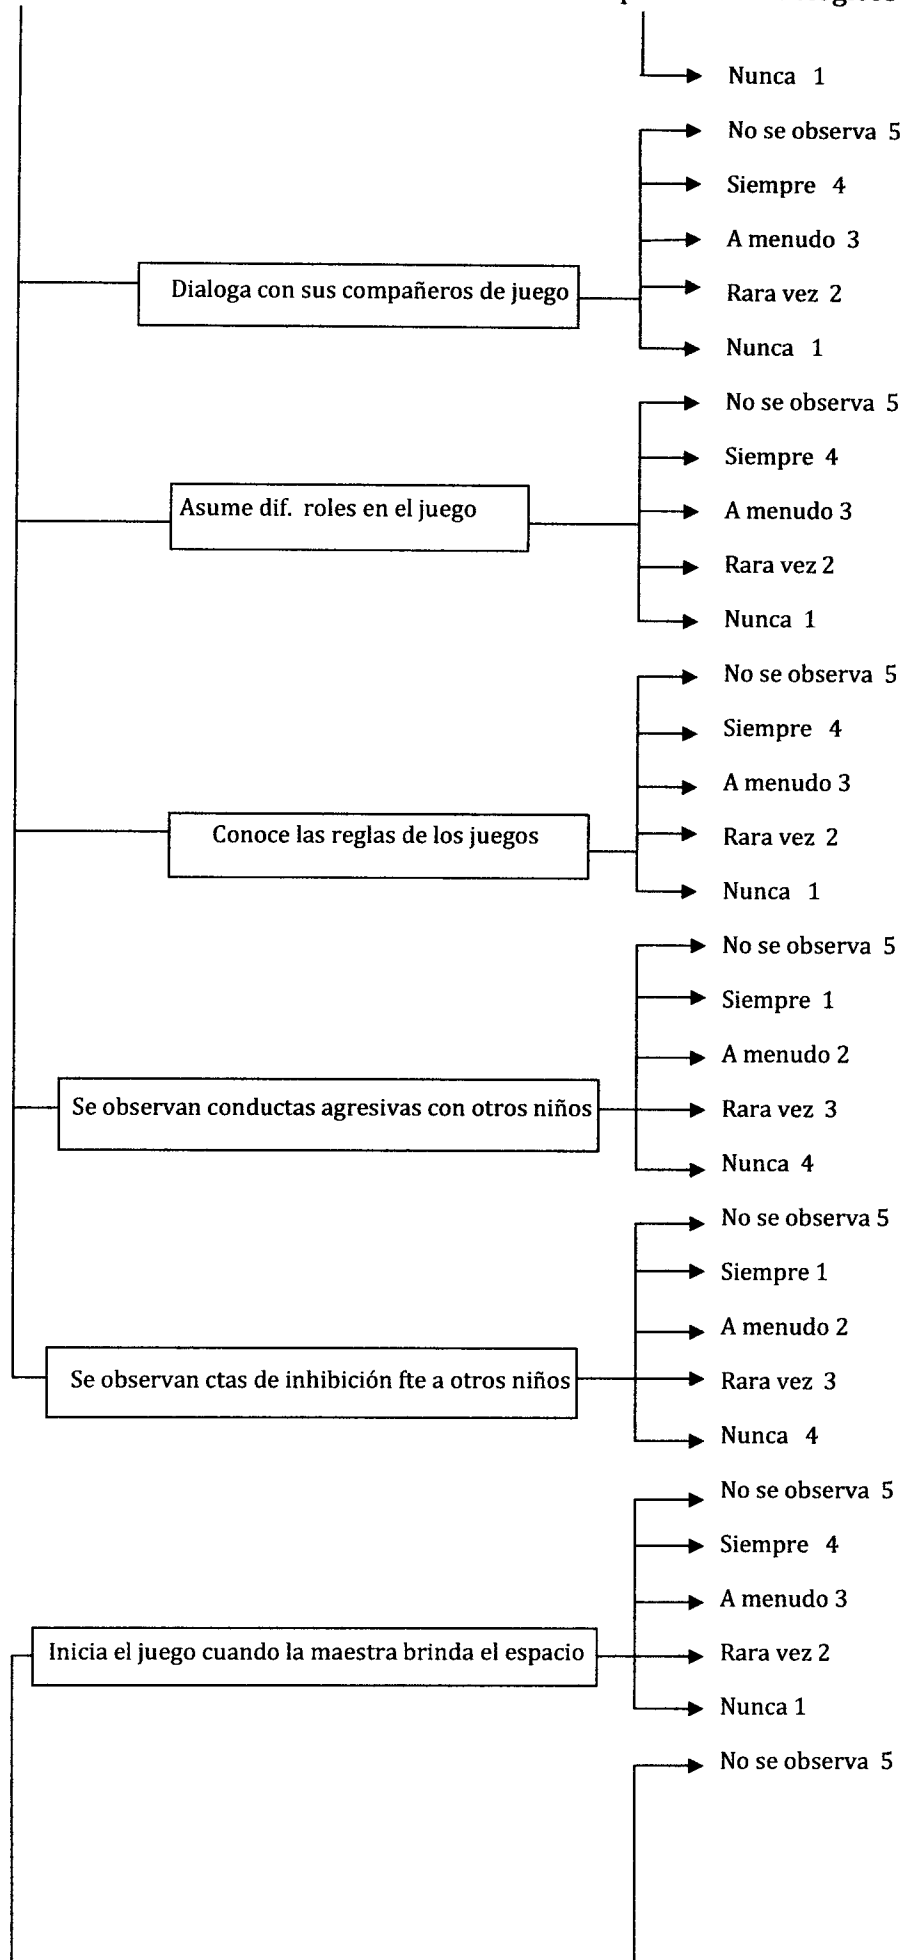 Nunca 1
No se observa 5
Siempre 4
A menudo 3
Dialoga con sus compañeros de juego
Rara vez 2
Nunca 1
No se observa 5
Siempre 4
Asume dif. roles en el juego
A menudo 3
Rara vez 2
Nunca 1
No se observa 5
Siempre 4
A menudo 3
Conoce las reglas de los juegos
Rara vez 2
Nunca 1
No se observa 5
Siempre 1
A menudo 2
Se observan conductas agresivas con otros niños
Rara vez 3
Nunca 4
No se observa 5
Siempre 1
A menudo 2
Se observan ctas de inhibición fte a otros niños
Rara vez 3
Nunca 4
No se observa 5
Siempre 4
A menudo 3
Inicia el juego cuando la maestra brinda el espacio
Rara vez 2
Nunca 1
No se observa 5